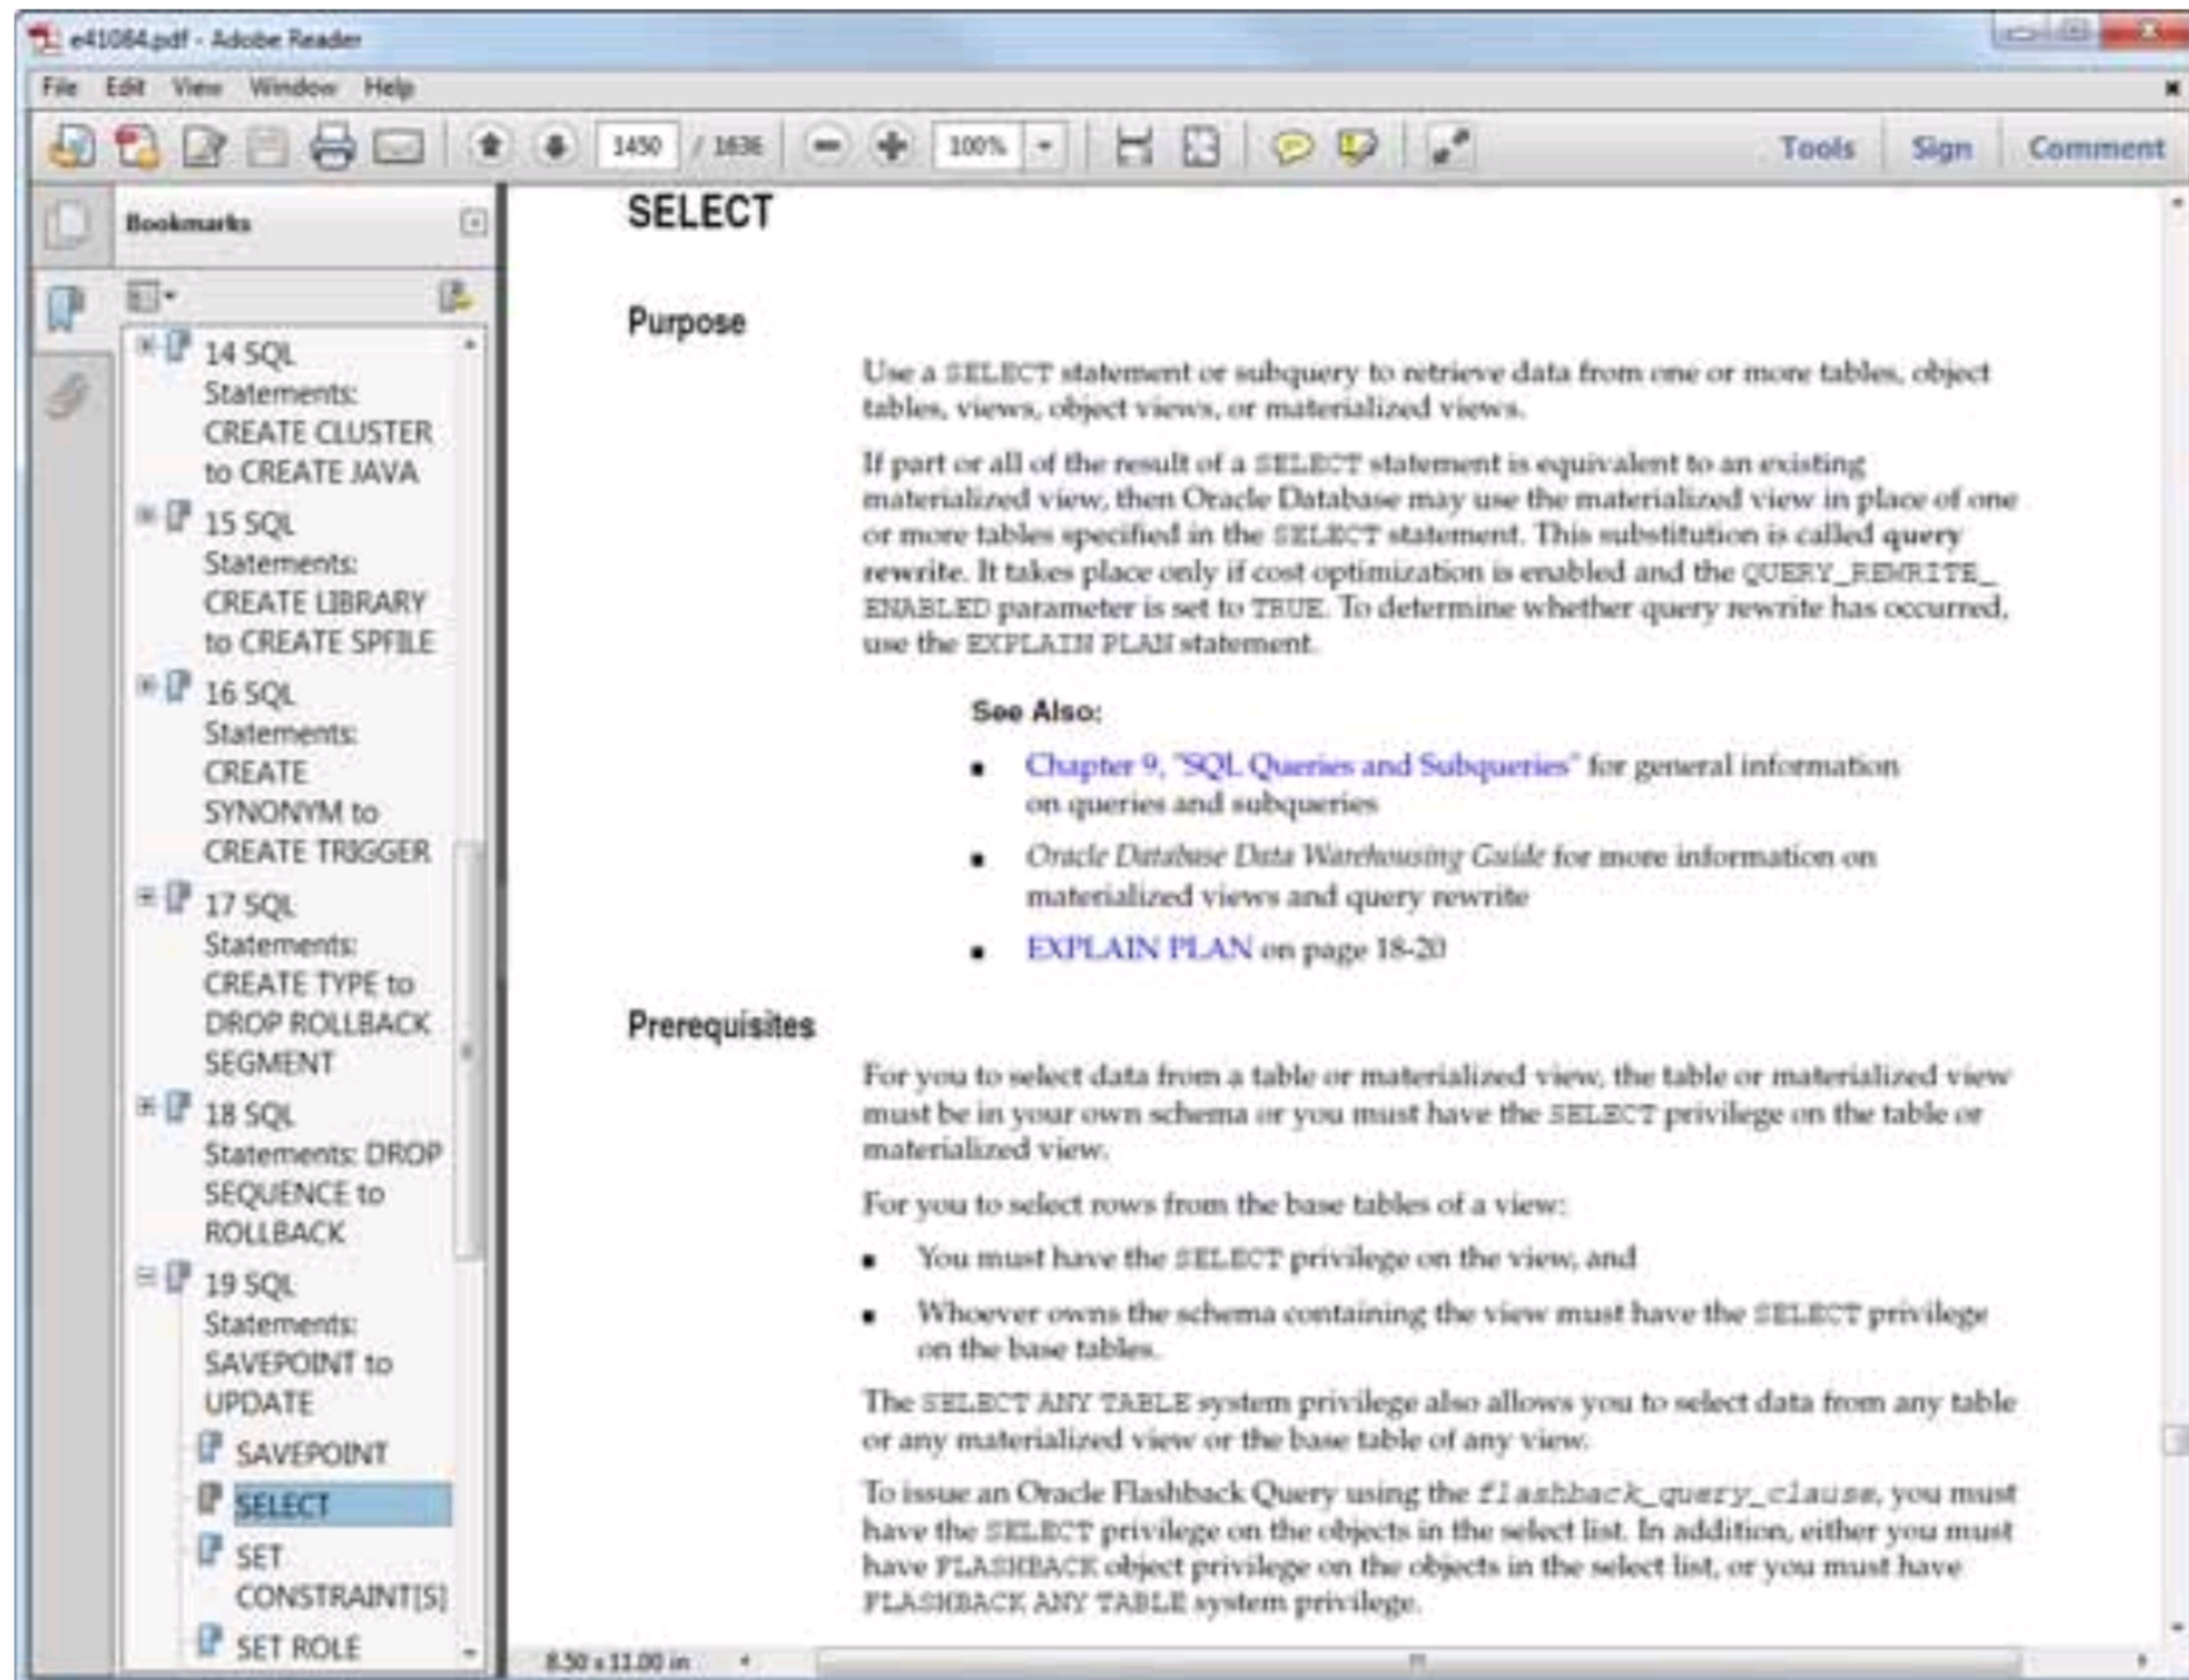 e41084.pdf - Adobe Reader
File Edit View Window Help
1450 / 1636 100% Tools Sign Comment
Bookmarks
14 SQL
Statements:
CREATE CLUSTER
to CREATE JAVA
15 SQL
Statements:
CREATE LIBRARY
to CREATE SPFILE
16 SQL
Statements:
CREATE
SYNONYM to
CREATE TRIGGER
17 SQL
Statements:
CREATE TYPE to
DROP ROLLBACK
SEGMENT
18 SQL
Statements: DROP
SEQUENCE to
ROLLBACK
19 SQL
Statements:
SAVEPOINT to
UPDATE
SAVEPOINT
SELECT
SET
CONSTRAINT[S]
SET ROLE
SELECT
Purpose
Use a SELECT statement or subquery to retrieve data from one or more tables, object
tables, views, object views, or materialized views.
If part or all of the result of a SELECT statement is equivalent to an existing
materialized view, then Oracle Database may use the materialized view in place of one
or more tables specified in the SELECT statement. This substitution is called query
rewrite. It takes place only if cost optimization is enabled and the QUERY_REWRITE_
ENABLED parameter is set to TRUE. To determine whether query rewrite has occurred,
use the EXPLAIN PLAN statement.
See Also:
▪ Chapter 9, "SQL Queries and Subqueries" for general information
on queries and subqueries
▪ Oracle Database Data Warehousing Guide for more information on
materialized views and query rewrite
▪ EXPLAIN PLAN on page 18-20
Prerequisites
For you to select data from a table or materialized view, the table or materialized view
must be in your own schema or you must have the SELECT privilege on the table or
materialized view.
For you to select rows from the base tables of a view:
▪ You must have the SELECT privilege on the view, and
▪ Whoever owns the schema containing the view must have the SELECT privilege
on the base tables.
The SELECT ANY TABLE system privilege also allows you to select data from any table
or any materialized view or the base table of any view.
To issue an Oracle Flashback Query using the flashback_query_clause, you must
have the SELECT privilege on the objects in the select list. In addition, either you must
have FLASHBACK object privilege on the objects in the select list, or you must have
FLASHBACK ANY TABLE system privilege.
8.50 x 11.00 in